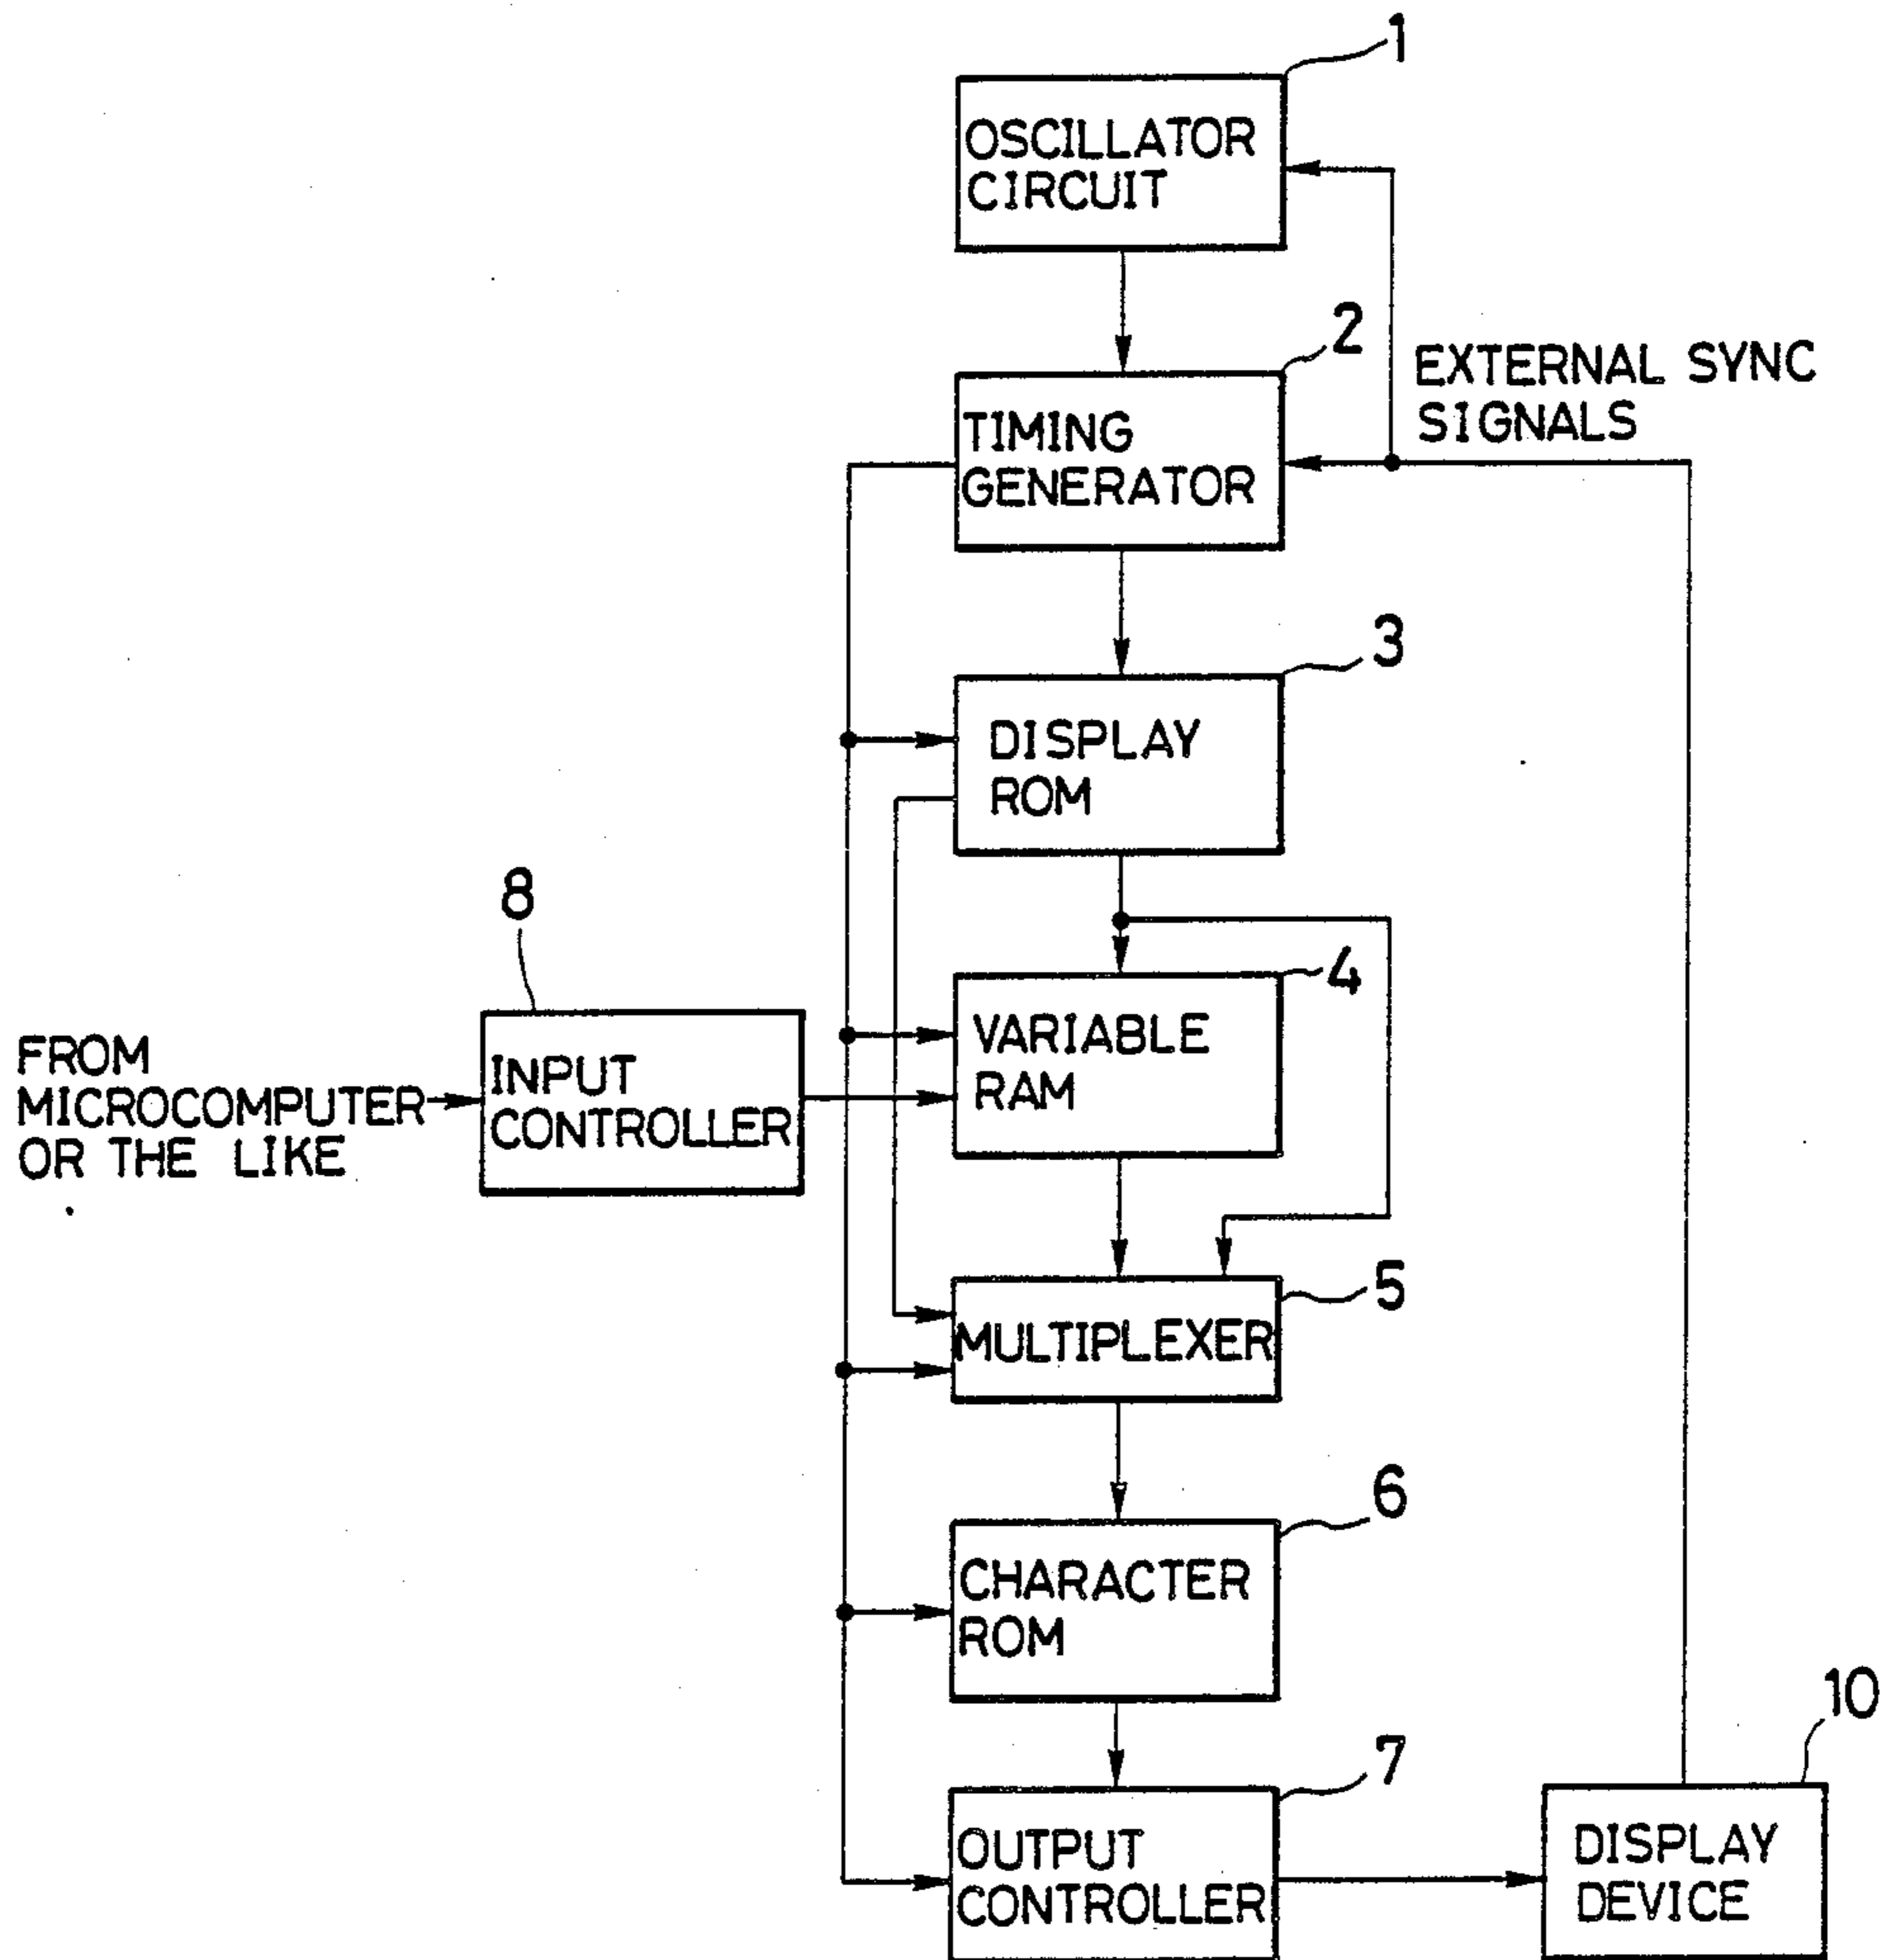 1
OSCILLATOR
CIRCUIT
2
EXTERNAL SYNC
SIGNALS
TIMING
GENERATOR
3
DISPLAY
ROM
8
4
FROM
MICROCOMPUTER
OR THE LIKE
INPUT
CONTROLLER
VARIABLE
RAM
5
MULTIPLEXER
6
CHARACTER
ROM
10
7
OUTPUT
CONTROLLER
DISPLAY
DEVICE